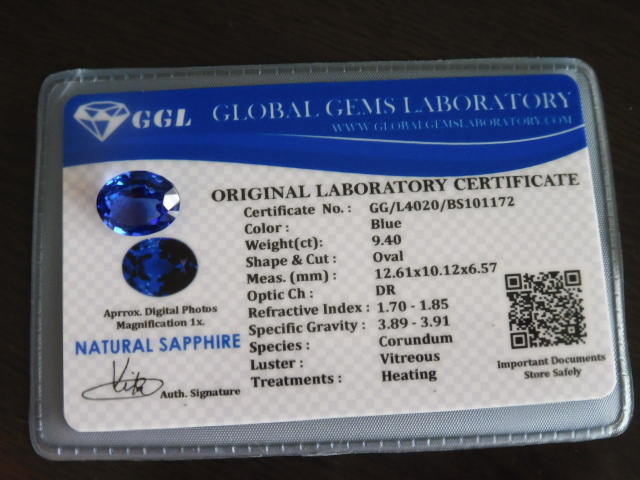 GGL GLOBAL GEMS LABORATORY
WWW.GLOBALGEMSLABORATORY.COM
ORIGINAL LABORATORY CERTIFICATE
Certificate No. : GG/L4020/BS101172
Color : Blue
Weight(ct): 9.40
Shape & Cut : Oval
Meas. (mm) : 12.61x10.12x6.57
Optic Ch : DR
Refractive Index : 1.70 - 1.85
Specific Gravity : 3.89 - 3.91
Species : Corundum
Luster : Vitreous
Treatments : Heating
Aprrox. Digital Photos
Magnification 1x.
NATURAL SAPPHIRE
Auth. Signature
Important Documents
Store Safely